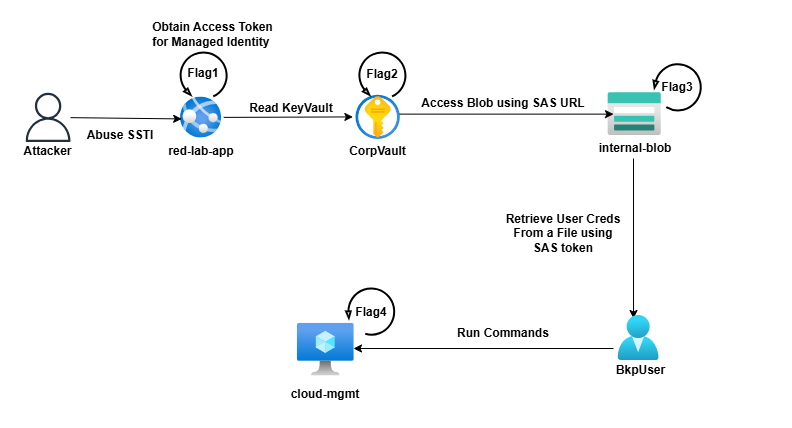 Obtain Access Token
for Managed Identity
Flag1
Flag2
Flag3
Read KeyVault
Access Blob using SAS URL
Abuse SSTI
Attacker
red-lab-app
CorpVault
internal-blob
Retrieve User Creds
From a File using
SAS token
Flag4
Run Commands
BkpUser
cloud-mgmt